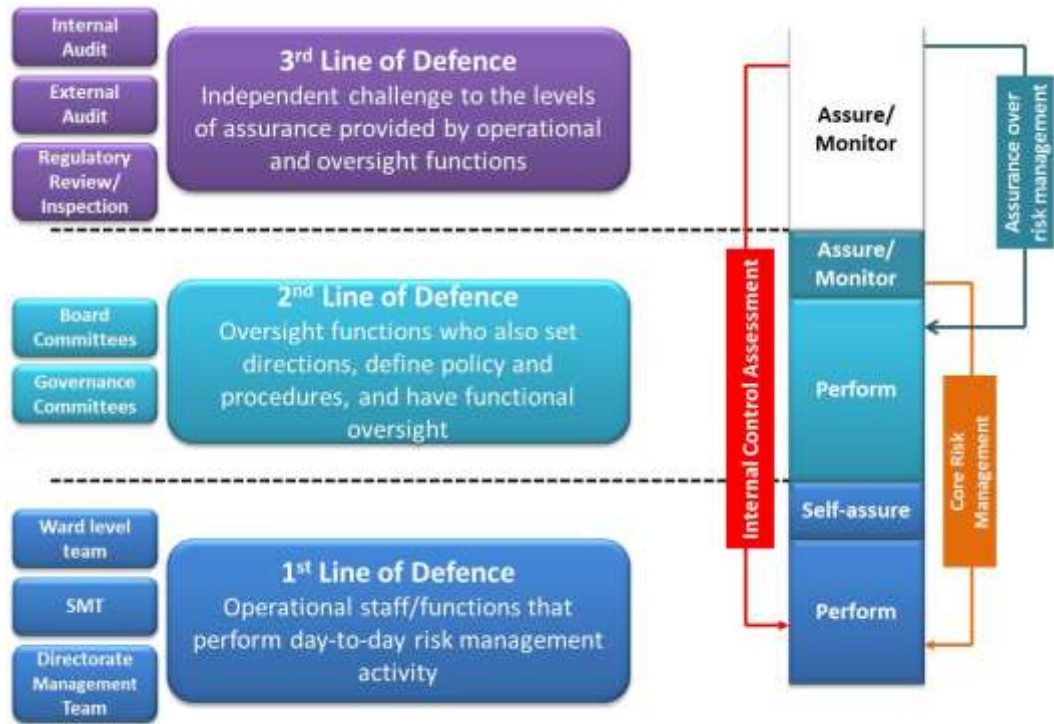 Internal
Audit
External
Audit
Regulatory
Review/
Inspection
3rd Line of Defence
Independent challenge to the levels
of assurance provided by operational
and oversight functions
Assure/
Monitor
Assurance over
risk management
Board
Committees
Governance
Committees
2nd Line of Defence
Oversight functions who also set
directions, define policy and
procedures, and have functional
oversight
Internal Control Assessment
Assure/
Monitor
Perform
Core Risk
Management
Ward level
team
SMT
Directorate
Management
Team
1st Line of Defence
Operational staff/functions that
perform day-to-day risk management
activity
Self-assure
Perform